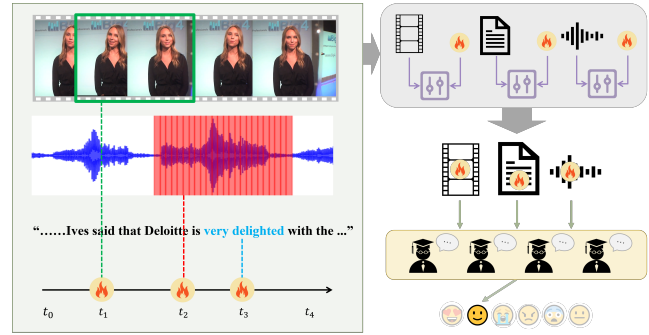 “……Ives said that Deloitte is very delighted with the ...”
t₀ t₁ t₂ t₃ t₄